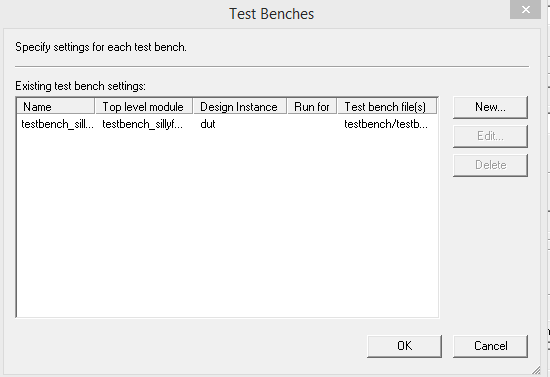 Test Benches
Specify settings for each test bench.
Existing test bench settings:
Name Top level module Design Instance Run for Test bench file(s)
testbench_sill... testbench_sillyf... dut testbench/testb...
New...
Edit...
Delete
OK Cancel